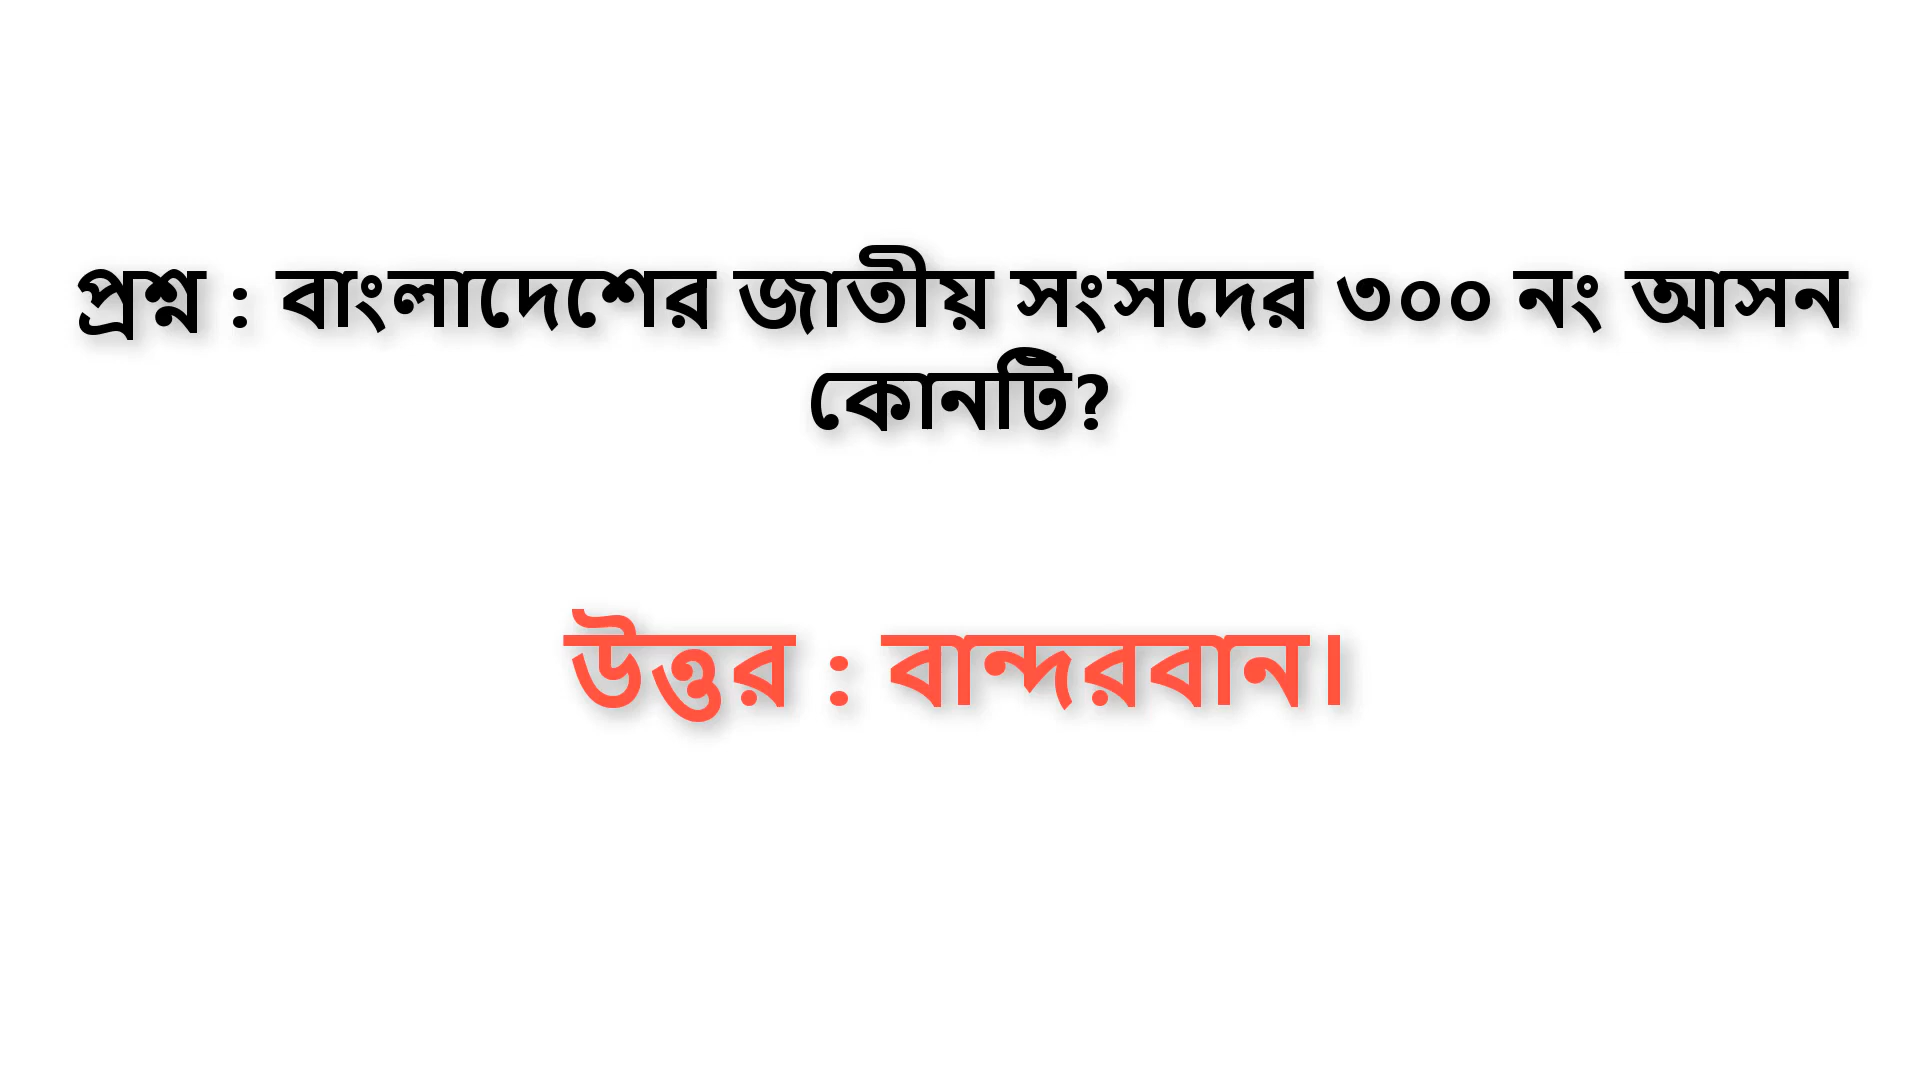 প্রশ্ন : বাংলাদেশের জাতীয় সংসদের ৩০০ নং আসন
কোনটি?
উত্তর : বান্দরবান।